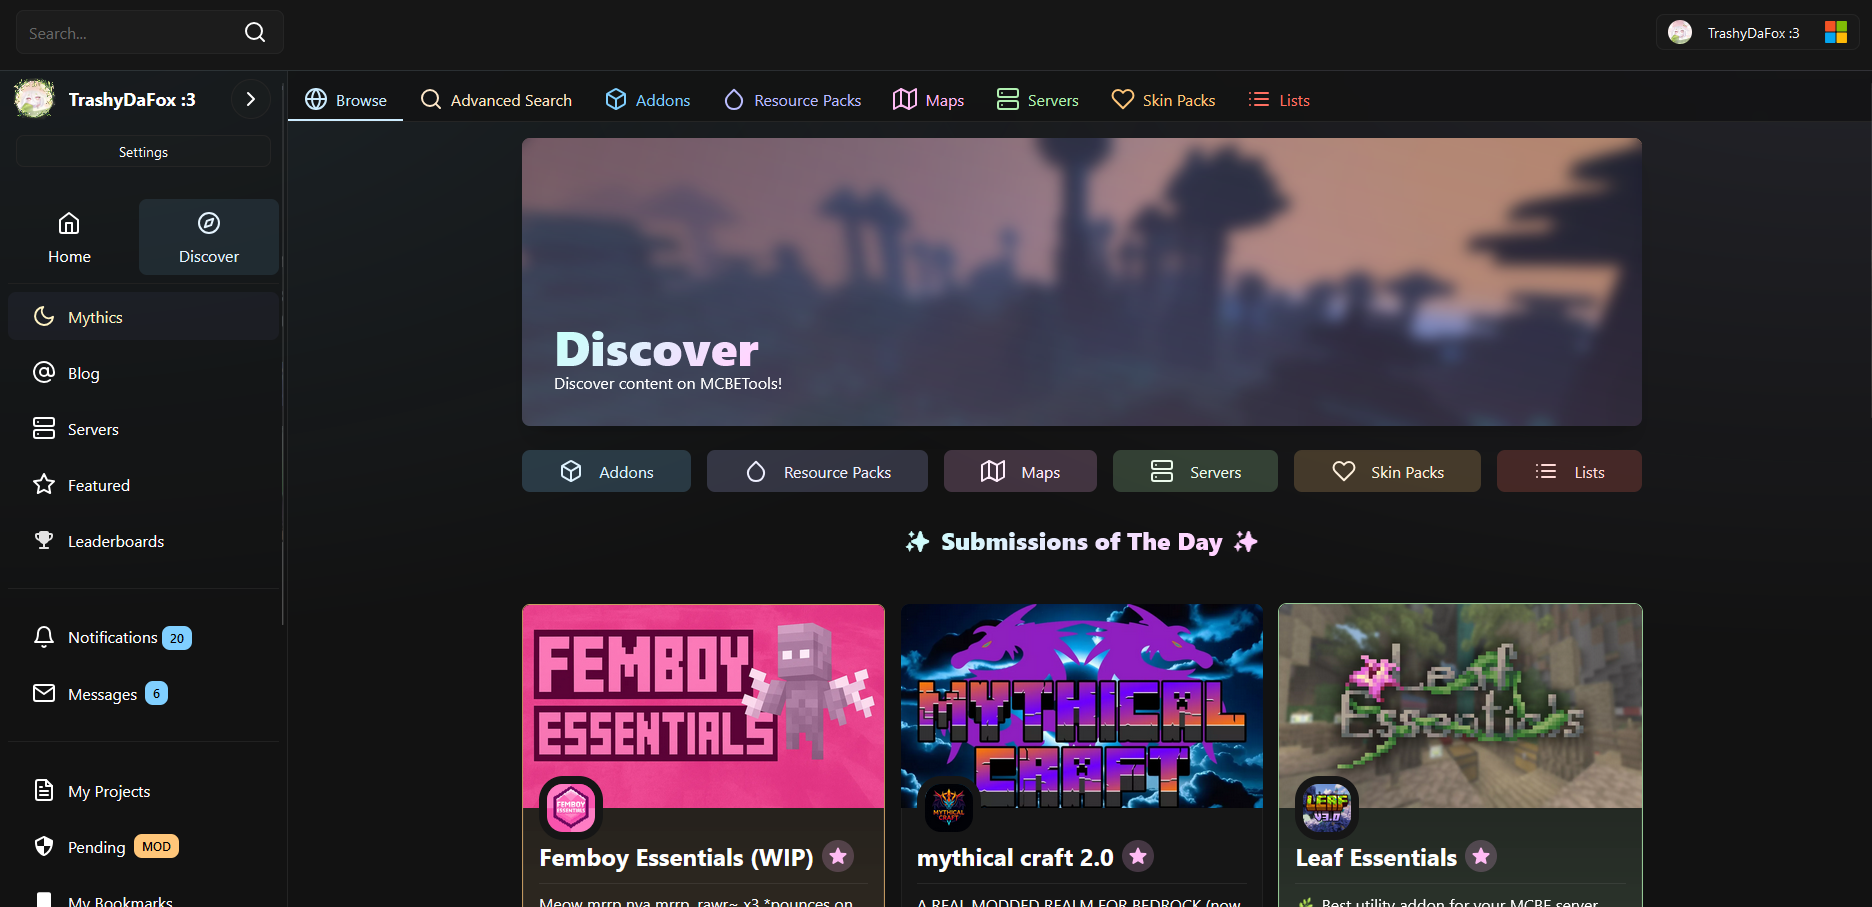 Search...
TrashyDaFox :3
TrashyDaFox :3
Settings
Home
Discover
Mythics
Blog
Servers
Featured
Leaderboards
Notifications 20
Messages 6
My Projects
Pending MOD
My Bookmarks
Browse
Advanced Search
Addons
Resource Packs
Maps
Servers
Skin Packs
Lists
Discover
Discover content on MCBETools!
Addons
Resource Packs
Maps
Servers
Skin Packs
Lists
Submissions of The Day
FEMBOY
ESSENTIALS
FEMBOY
ESSENTIALS
Femboy Essentials (WIP)
Meow mrrp nya mrrp, rawr~ x3 *pounces on
MYTHICAL
CRAFT
MYTHICAL
CRAFT
mythical craft 2.0
A REAL MODDED REALM FOR BEDROCK (now
Leaf
Essentials
LEAF
V3.0
Leaf Essentials
Best utility addon for your MCBE server